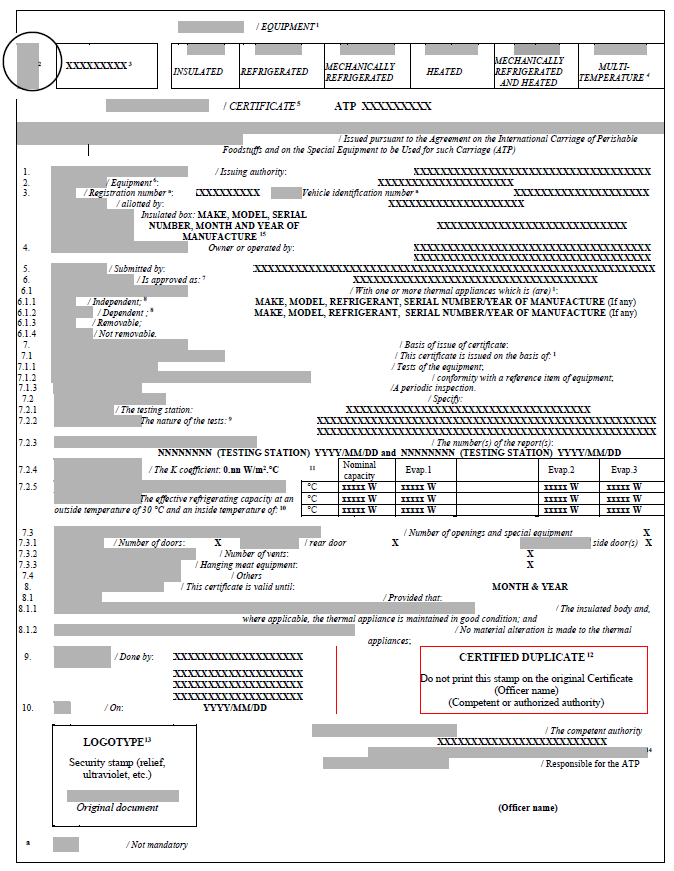 / EQUIPMENT 1
2 XXXXXXXXX 3 INSULATED REFRIGERATED MECHANICALLY REFRIGERATED HEATED MECHANICALLY REFRIGERATED AND HEATED MULTI-TEMPERATURE 4
/ CERTIFICATE 5 ATP XXXXXXXXX
/ Issued pursuant to the Agreement on the International Carriage of Perishable
Foodstuffs and on the Special Equipment to be Used for such Carriage (ATP)
1. / Issuing authority: XXXXXXXXXXXXXXXXXXXXXXXXXXXXXXX
2. / Equipment 6: XXXXXXXXXXXXXXXXXX
3. / Registration number a: XXXXXXXXXX Vehicle identification number a XXXXXXXXXXXXXXXXXX
/ allotted by: XXXXXXXXXXXXXXXXXX
Insulated box: MAKE, MODEL, SERIAL
NUMBER, MONTH AND YEAR OF XXXXXXXXXXXXXXXXXXXXXXXXX
MANUFACTURE 15
4. Owner or operated by: XXXXXXXXXXXXXXXXXXXXXXXXXXXXXXX
XXXXXXXXXXXXXXXXXXXXXXXXXXXXXXX
5. / Submitted by: XXXXXXXXXXXXXXXXXXXXXXXXXXXXXXXXXXXXXXXXXXXXXXXXXXXXX
6. / Is approved as: 7 XXXXXXXXXXXXXXXXXXXXXXXXXXXXXXXX
6.1 / With one or more thermal appliances which is (are) 1:
6.1.1 / Independent; 8 MAKE, MODEL, REFRIGERANT, SERIAL NUMBER/YEAR OF MANUFACTURE (If any)
6.1.2 / Dependent ; 8 MAKE, MODEL, REFRIGERANT, SERIAL NUMBER/YEAR OF MANUFACTURE (If any)
6.1.3 / Removable;
6.1.4 / Not removable.
7. / Basis of issue of certificate:
7.1 / This certificate is issued on the basis of: 1
7.1.1 / Tests of the equipment;
7.1.2 / conformity with a reference item of equipment;
7.1.3 /A periodic inspection.
7.2 / Specify:
7.2.1 / The testing station: XXXXXXXXXXXXXXXXXXXXXXXXXXXXXXXX
7.2.2 The nature of the tests: 9 XXXXXXXXXXXXXXXXXXXXXXXXXXXXXXXXXXXXXXXXXXXXX
XXXXXXXXXXXXXXXXXXXXXXXXXXXXXXXXXXXXXXXXXXXXX
7.2.3 / The number(s) of the report(s):
NNNNNNNN (TESTING STATION) YYYY/MM/DD and NNNNNNNN (TESTING STATION) YYYY/MM/DD
7.2.4 / The K coefficient: 0.nn W/m².°C 11 Nominal capacity Evap.1 Evap.2 Evap.3
7.2.5 °C xxxxx W xxxxx W xxxxx W xxxxx W
The effective refrigerating capacity at an °C xxxxx W xxxxx W xxxxx W xxxxx W
outside temperature of 30 °C and an inside temperature of: 10 °C xxxxx W xxxxx W xxxxx W xxxxx W
7.3 / Number of openings and special equipment X
7.3.1 / Number of doors: X / rear door X side door(s) X
7.3.2 / Number of vents: X
7.3.3 / Hanging meat equipment: X
7.4 / Others
8. / This certificate is valid until: MONTH & YEAR
8.1 / Provided that:
8.1.1 / The insulated body and,
where applicable, the thermal appliance is maintained in good condition; and
8.1.2 / No material alteration is made to the thermal
appliances;
9. / Done by: XXXXXXXXXXXXXXXXXXX CERTIFIED DUPLICATE 12
XXXXXXXXXXXXXXXXXXX Do not print this stamp on the original Certificate
XXXXXXXXXXXXXXXXXXX (Officer name)
XXXXXXXXXXXXXXXXXXX (Competent or authorized authority)
10. / On: YYYY/MM/DD
/ The competent authority
LOGOTYPE 13 XXXXXXXXXXXXXXXXXXXXXXXXX
14
Security stamp (relief, / Responsible for the ATP
ultraviolet, etc.)
Original document (Officer name)
a / Not mandatory